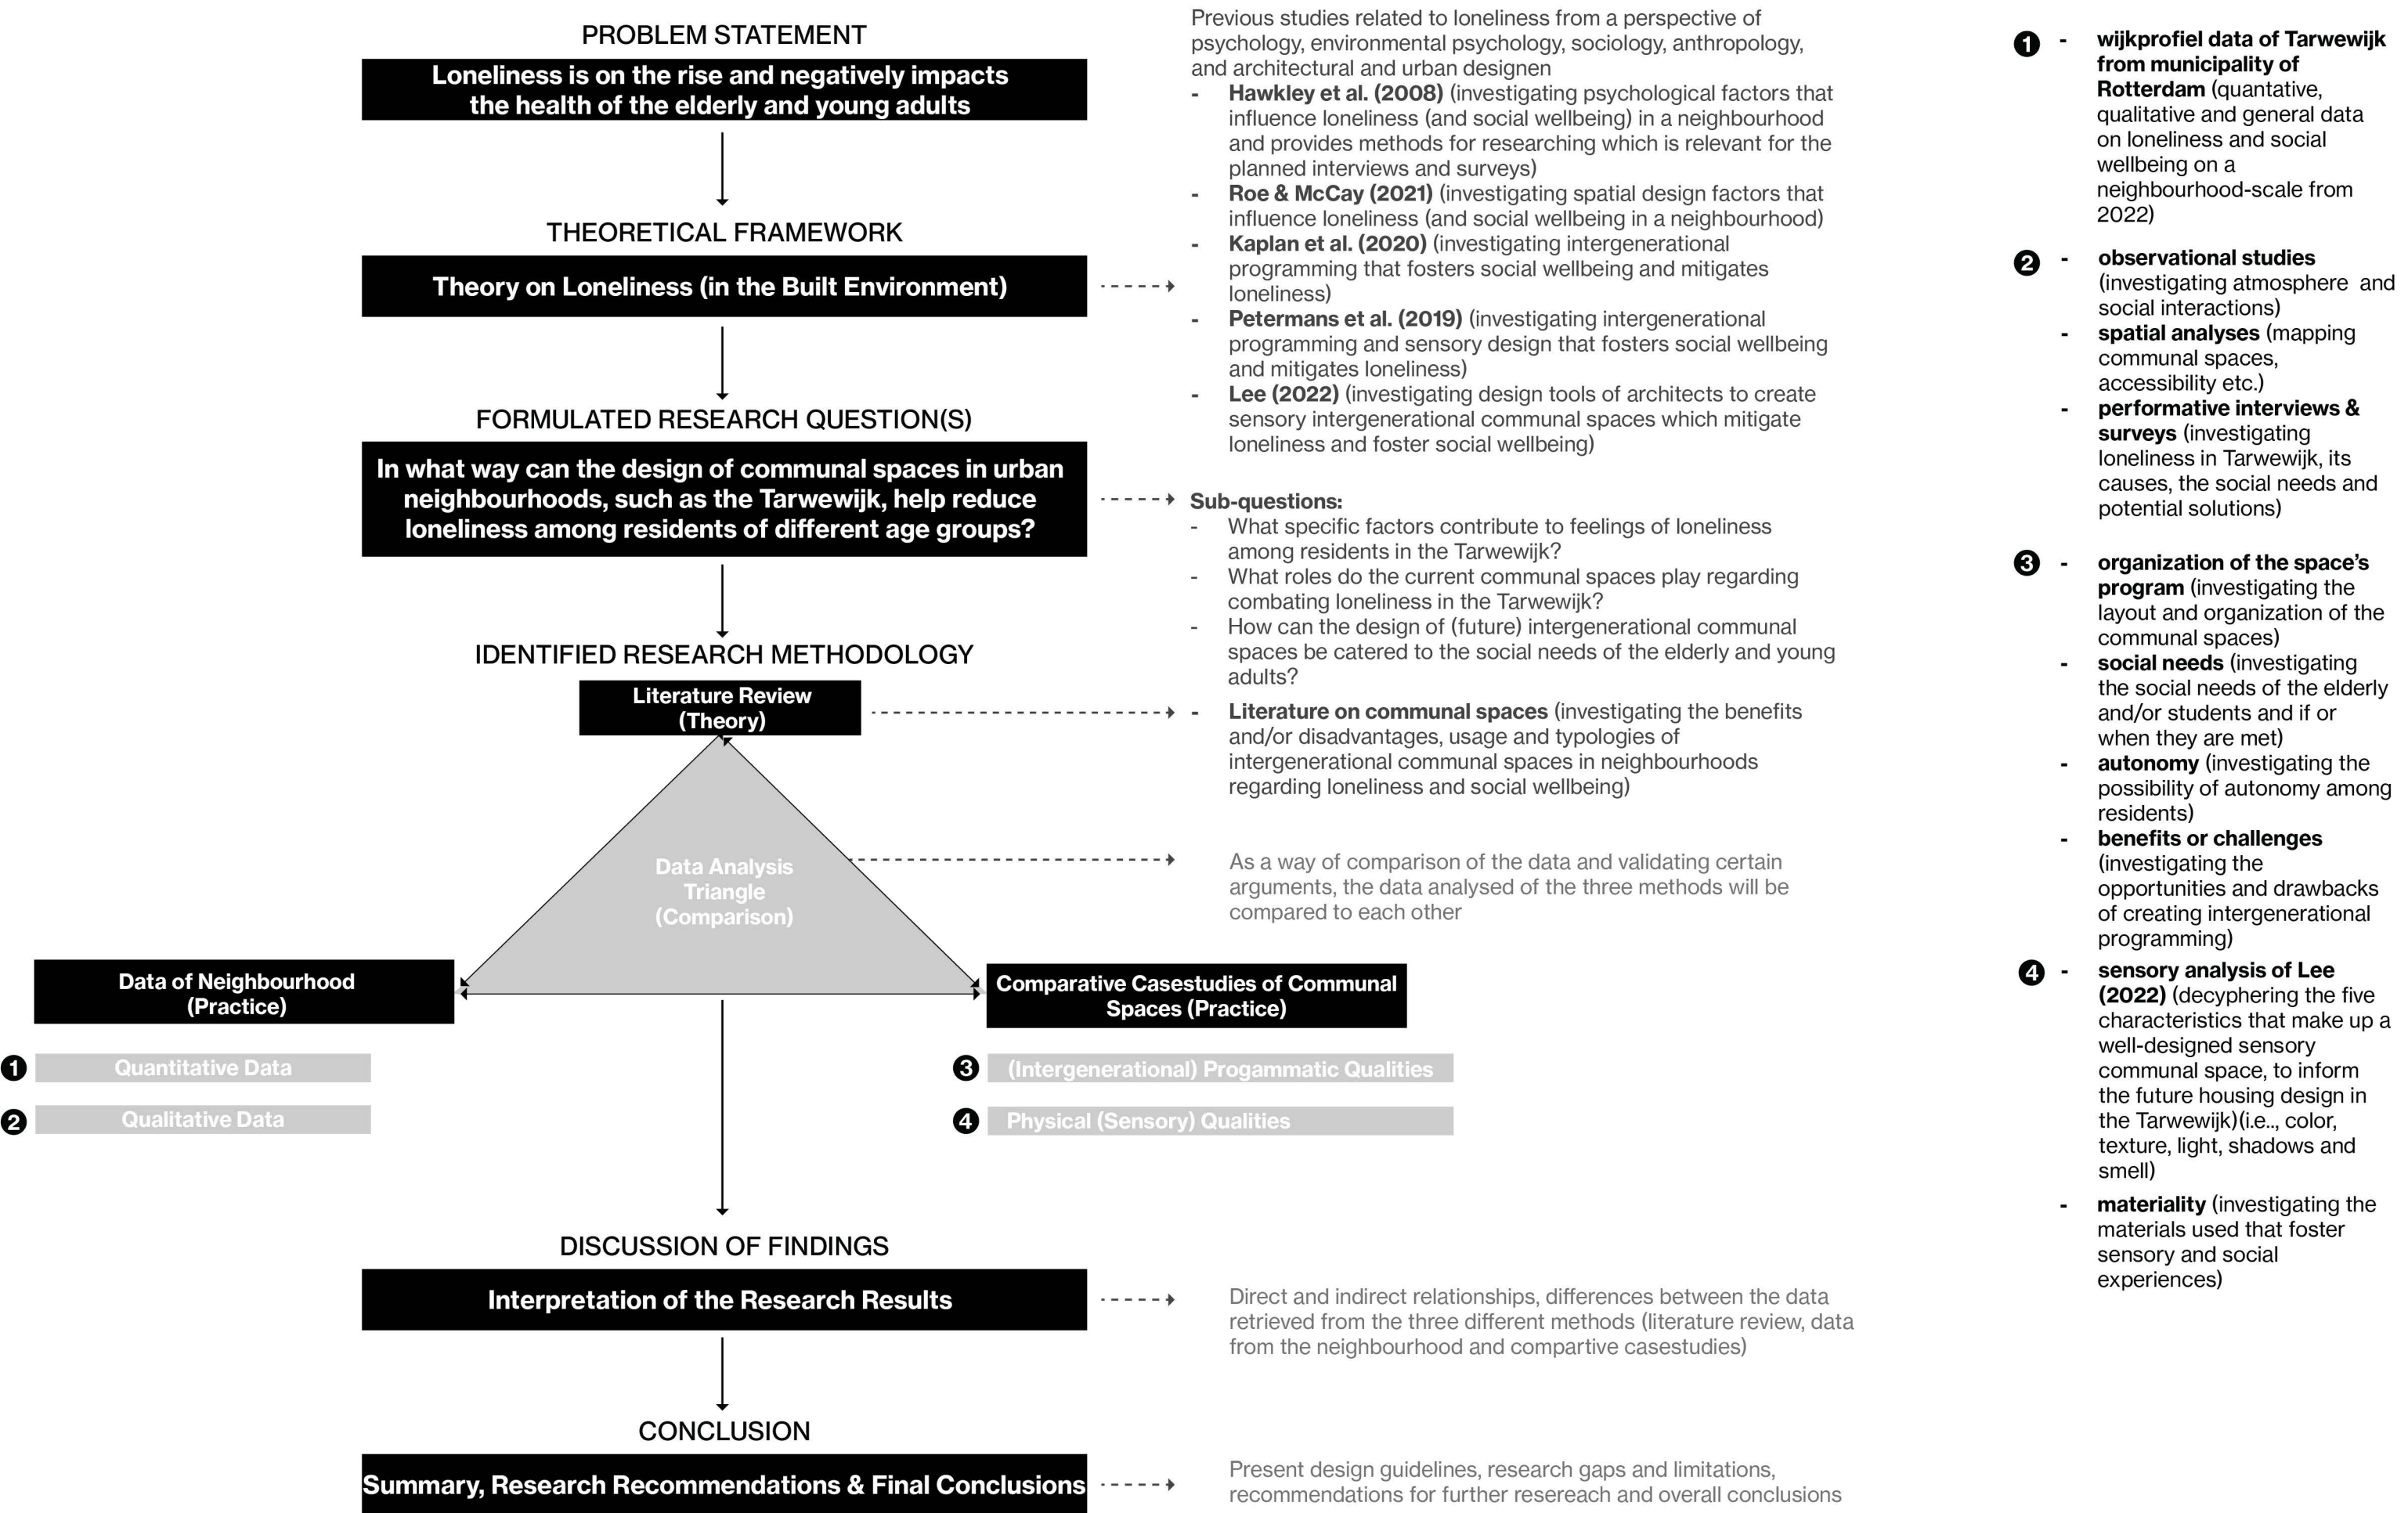 PROBLEM STATEMENT
Loneliness is on the rise and negatively impacts
the health of the elderly and young adults
THEORETICAL FRAMEWORK
Theory on Loneliness (in the Built Environment)
FORMULATED RESEARCH QUESTION(S)
In what way can the design of communal spaces in urban
neighbourhoods, such as the Tarwewijk, help reduce
loneliness among residents of different age groups?
IDENTIFIED RESEARCH METHODOLOGY
Literature Review
(Theory)
Data Analysis
Triangle
(Comparison)
Data of Neighbourhood
(Practice)
Comparative Casestudies of Communal
Spaces (Practice)
1 Quantitative Data
2 Qualitative Data
3 (Intergenerational) Progammatic Qualities
4 Physical (Sensory) Qualities
DISCUSSION OF FINDINGS
Interpretation of the Research Results
CONCLUSION
Summary, Research Recommendations & Final Conclusions
Previous studies related to loneliness from a perspective of
psychology, environmental psychology, sociology, anthropology,
and architectural and urban designen
- Hawkley et al. (2008) (investigating psychological factors that
influence loneliness (and social wellbeing) in a neighbourhood
and provides methods for researching which is relevant for the
planned interviews and surveys)
- Roe & McCay (2021) (investigating spatial design factors that
influence loneliness (and social wellbeing in a neighbourhood)
- Kaplan et al. (2020) (investigating intergenerational
programming that fosters social wellbeing and mitigates
loneliness)
- Petermans et al. (2019) (investigating intergenerational
programming and sensory design that fosters social wellbeing
and mitigates loneliness)
- Lee (2022) (investigating design tools of architects to create
sensory intergenerational communal spaces which mitigate
loneliness and foster social wellbeing)
Sub-questions:
- What specific factors contribute to feelings of loneliness
among residents in the Tarwewijk?
- What roles do the current communal spaces play regarding
combating loneliness in the Tarwewijk?
- How can the design of (future) intergenerational communal
spaces be catered to the social needs of the elderly and young
adults?
- Literature on communal spaces (investigating the benefits
and/or disadvantages, usage and typologies of
intergenerational communal spaces in neighbourhoods
regarding loneliness and social wellbeing)
As a way of comparison of the data and validating certain
arguments, the data analysed of the three methods will be
compared to each other
Direct and indirect relationships, differences between the data
retrieved from the three different methods (literature review, data
from the neighbourhood and compartive casestudies)
Present design guidelines, research gaps and limitations,
recommendations for further resereach and overall conclusions
1 - wijkprofiel data of Tarwewijk
from municipality of
Rotterdam (quantative,
qualitative and general data
on loneliness and social
wellbeing on a
neighbourhood-scale from
2022)
2 - observational studies
(investigating atmosphere and
social interactions)
- spatial analyses (mapping
communal spaces,
accessibility etc.)
- performative interviews &
surveys (investigating
loneliness in Tarwewijk, its
causes, the social needs and
potential solutions)
3 - organization of the space's
program (investigating the
layout and organization of the
communal spaces)
- social needs (investigating
the social needs of the elderly
and/or students and if or
when they are met)
- autonomy (investigating the
possibility of autonomy among
residents)
- benefits or challenges
(investigating the
opportunities and drawbacks
of creating intergenerational
programming)
4 - sensory analysis of Lee
(2022) (decyphering the five
characteristics that make up a
well-designed sensory
communal space, to inform
the future housing design in
the Tarwewijk)(i.e.., color,
texture, light, shadows and
smell)
- materiality (investigating the
materials used that foster
sensory and social
experiences)